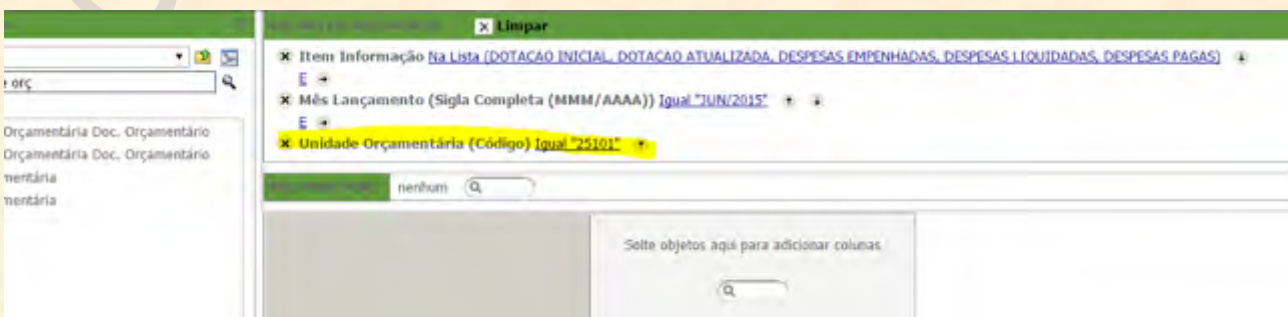 Limpar
orç
Orçamentária Doc. Orçamentário
Orçamentária Doc. Orçamentário
mentária
mentária
Item Informação Na Lista (DOTACAO INICIAL, DOTACAO ATUALIZADA, DESPESAS EMPENHADAS, DESPESAS LIQUIDADAS, DESPESAS PAGAS)
E
Mês Lançamento (Sigla Completa (MMM/AAAA)) Igual "JUN/2015"
E
Unidade Orçamentária (Código) Igual "25101"
nenhum
Solte objetos aqui para adicionar colunas